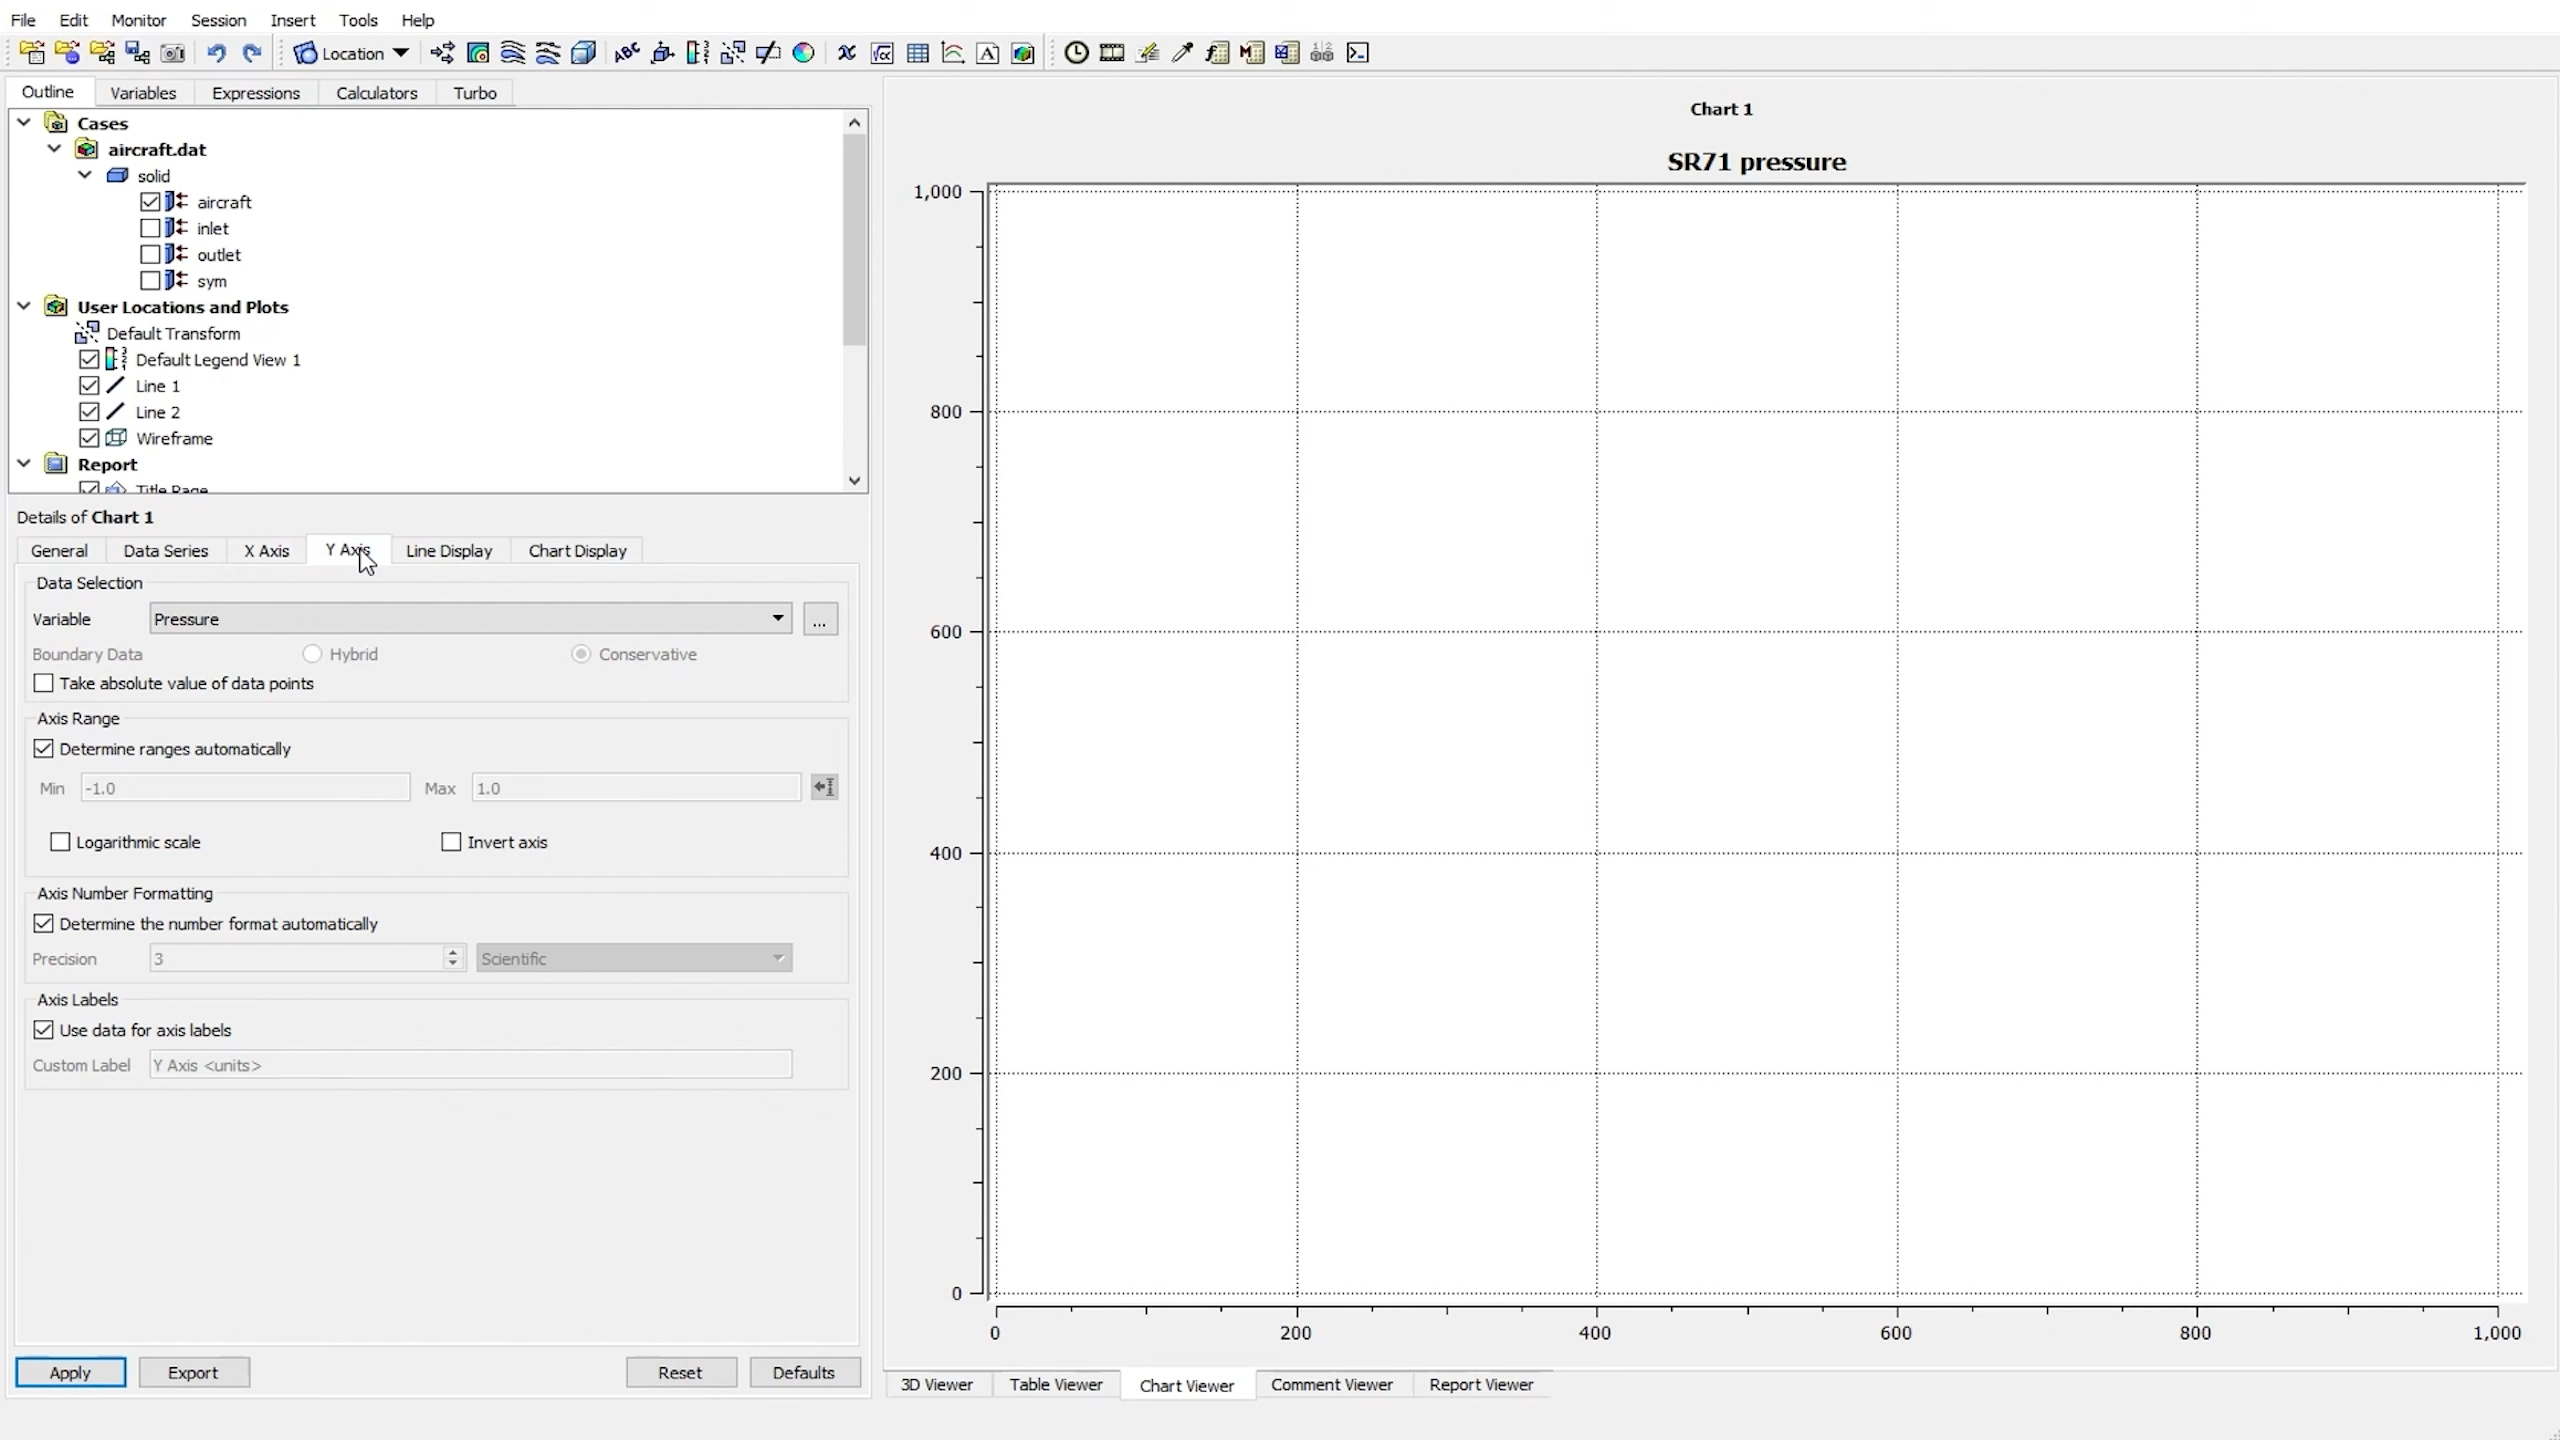 File Edit Monitor Session Insert Tools Help
Location
Outline Variables Expressions Calculators Turbo
Cases
aircraft.dat
solid
aircraft
inlet
outlet
sym
User Locations and Plots
Default Transform
Default Legend View 1
Line 1
Line 2
Wireframe
Report
Title Page
Details of Chart 1
General Data Series X Axis Y Axis Line Display Chart Display
Data Selection
Variable Pressure ...
Boundary Data Hybrid Conservative
Take absolute value of data points
Axis Range
Determine ranges automatically
Min -1.0 Max 1.0
Logarithmic scale Invert axis
Axis Number Formatting
Determine the number format automatically
Precision 3 Scientific
Axis Labels
Use data for axis labels
Custom Label Y Axis <units>
Apply Export Reset Defaults
Chart 1
SR71 pressure
1,000
800
600
400
200
0
0 200 400 600 800 1,000
3D Viewer Table Viewer Chart Viewer Comment Viewer Report Viewer